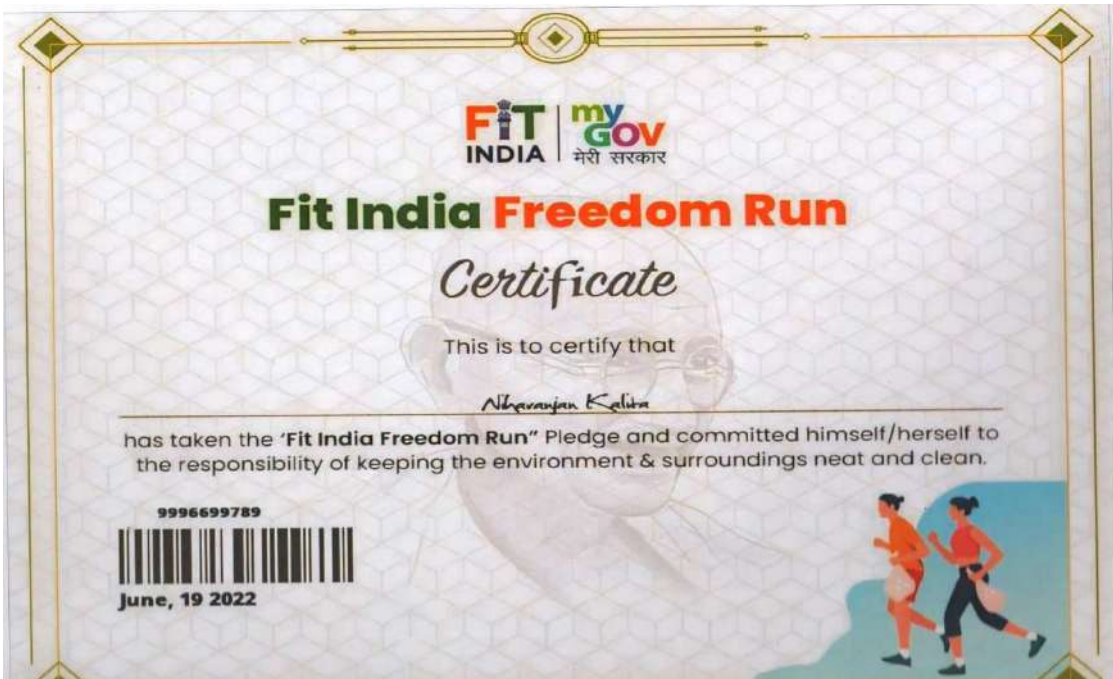 FIT
INDIA
my
GOV
मेरी सरकार
Fit India Freedom Run
Certificate
This is to certify that
Niharanjan Kalita
has taken the 'Fit India Freedom Run" Pledge and committed himself/herself to
the responsibility of keeping the environment & surroundings neat and clean.
9996699789
June, 19 2022